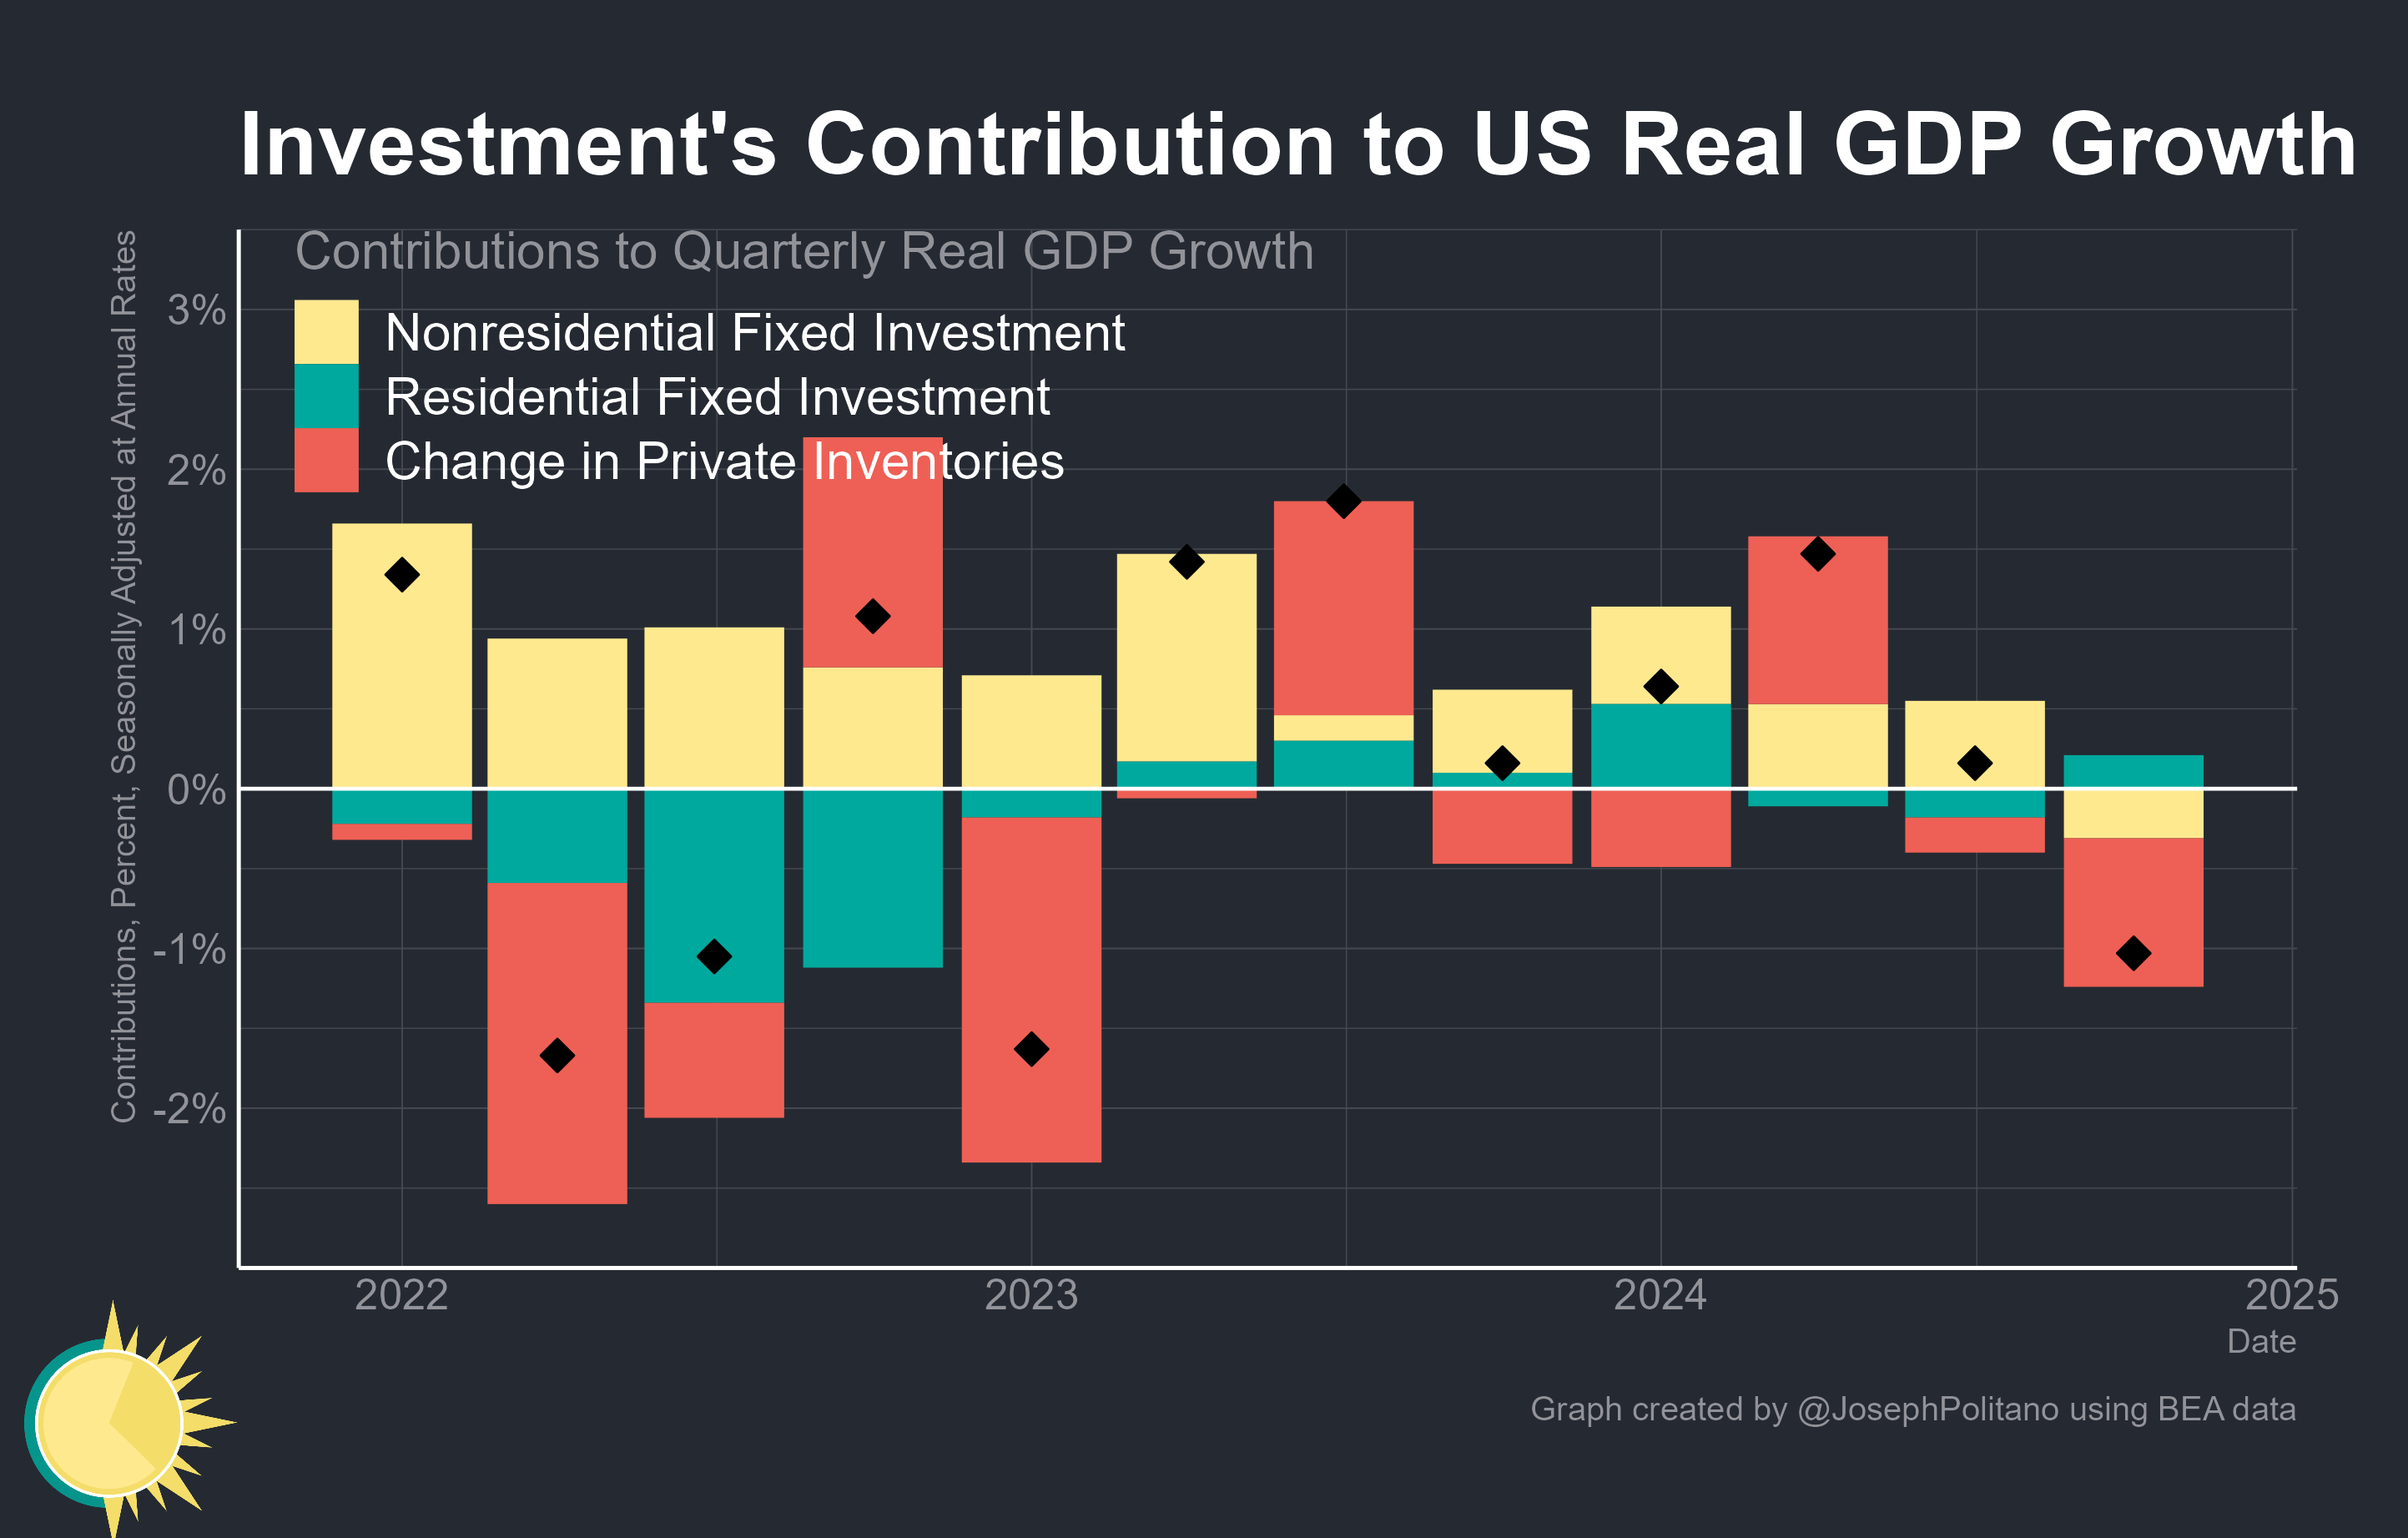 Investment's Contribution to US Real GDP Growth
Contributions, Percent, Seasonally Adjusted at Annual Rates
Contributions to Quarterly Real GDP Growth
Nonresidential Fixed Investment
Residential Fixed Investment
Change in Private Inventories
3%
2%
1%
0%
-1%
-2%
2022
2023
2024
2025
Date
Graph created by @JosephPolitano using BEA data